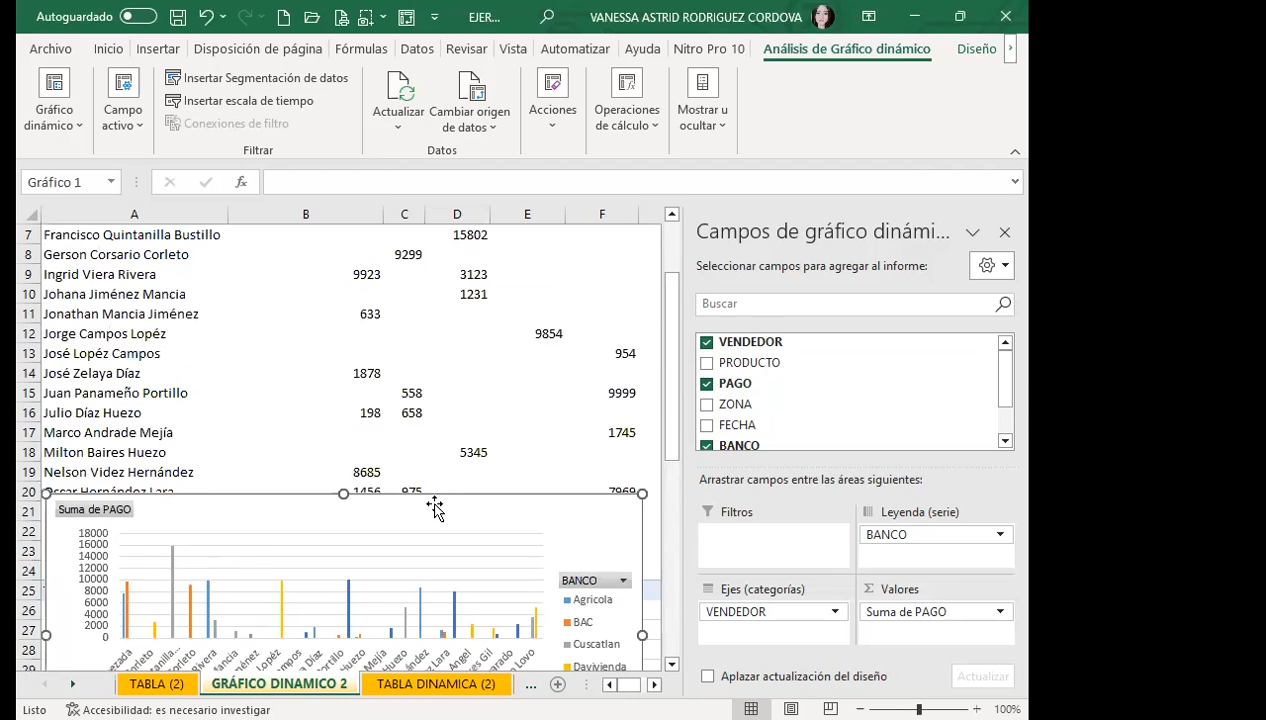 Autoguardado EJER... VANESSA ASTRID RODRIGUEZ CORDOVA
Archivo Inicio Insertar Disposición de página Fórmulas Datos Revisar Vista Automatizar Ayuda Nitro Pro 10 Análisis de Gráfico dinámico Diseño
Gráfico dinámico
Campo activo
Insertar Segmentación de datos
Insertar escala de tiempo
Conexiones de filtro
Filtrar
Actualizar
Cambiar origen de datos
Datos
Acciones
Operaciones de cálculo
Mostrar u ocultar
Gráfico 1 fx
A B C D E F
7 Francisco Quintanilla Bustillo 15802
8 Gerson Corsario Corleto 9299
9 Ingrid Viera Rivera 9923 3123
10 Johana Jiménez Mancia 1231
11 Jonathan Mancia Jiménez 633
12 Jorge Campos Lopéz 9854
13 José Lopéz Campos 954
14 José Zelaya Díaz 1878
15 Juan Panameño Portillo 558 9999
16 Julio Díaz Huezo 198 658
17 Marco Andrade Mejía 1745
18 Milton Baires Huezo 5345
19 Nelson Videz Hernández 8685
20 Oscar Hernández Lara 1456 975 7969
21
22
23
25
26
27
28
29
Suma de PAGO
18000
16000
14000
12000
10000
8000
6000
4000
2000
0
BANCO
Agricola
BAC
Cuscatlan
Davivienda
Campos de gráfico dinámi...
Seleccionar campos para agregar al informe:
Buscar
VENDEDOR
PRODUCTO
PAGO
ZONA
FECHA
BANCO
Arrastrar campos entre las áreas siguientes:
Filtros
Leyenda (serie)
BANCO
Ejes (categorías)
VENDEDOR
Σ Valores
Suma de PAGO
Aplazar actualización del diseño Actualizar
TABLA (2) GRÁFICO DINAMICO 2 TABLA DINAMICA (2) ...
Listo Accesibilidad: es necesario investigar 100%